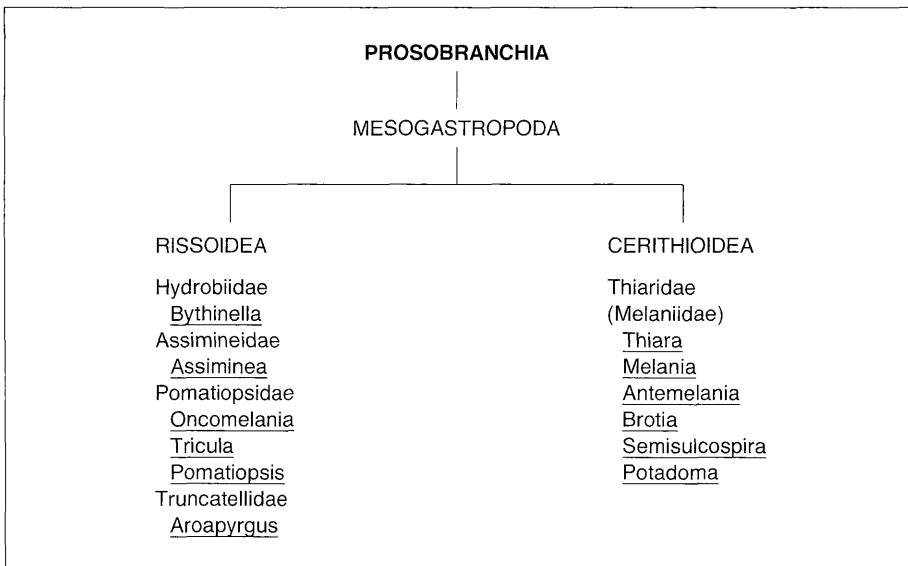 PROSOBRANCHIA
MESOGASTROPODA
RISSOIDEA
Hydrobiidae
Bythinella
Assimineidae
Assiminea
Pomatiopsidae
Oncomelania
Tricula
Pomatiopsis
Truncatellidae
Aroapyrgus
CERITHIOIDEA
Thiaridae
(Melaniidae)
Thiara
Melania
Antemelania
Brotia
Semisulcospira
Potadoma